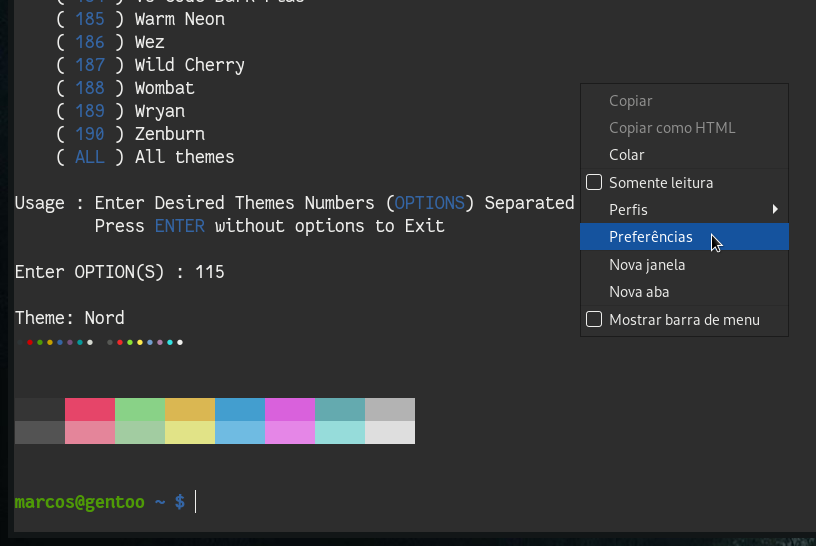 ( 185 ) Warm Neon
( 186 ) Wez
( 187 ) Wild Cherry
( 188 ) Wombat
( 189 ) Wryan
( 190 ) Zenburn
( ALL ) All themes
Usage : Enter Desired Themes Numbers (OPTIONS) Separated
Press ENTER without options to Exit
Enter OPTION(S) : 115
Theme: Nord
marcos@gentoo ~ $
Copiar
Copiar como HTML
Colar
Somente leitura
Perfis
Preferências
Nova janela
Nova aba
Mostrar barra de menu